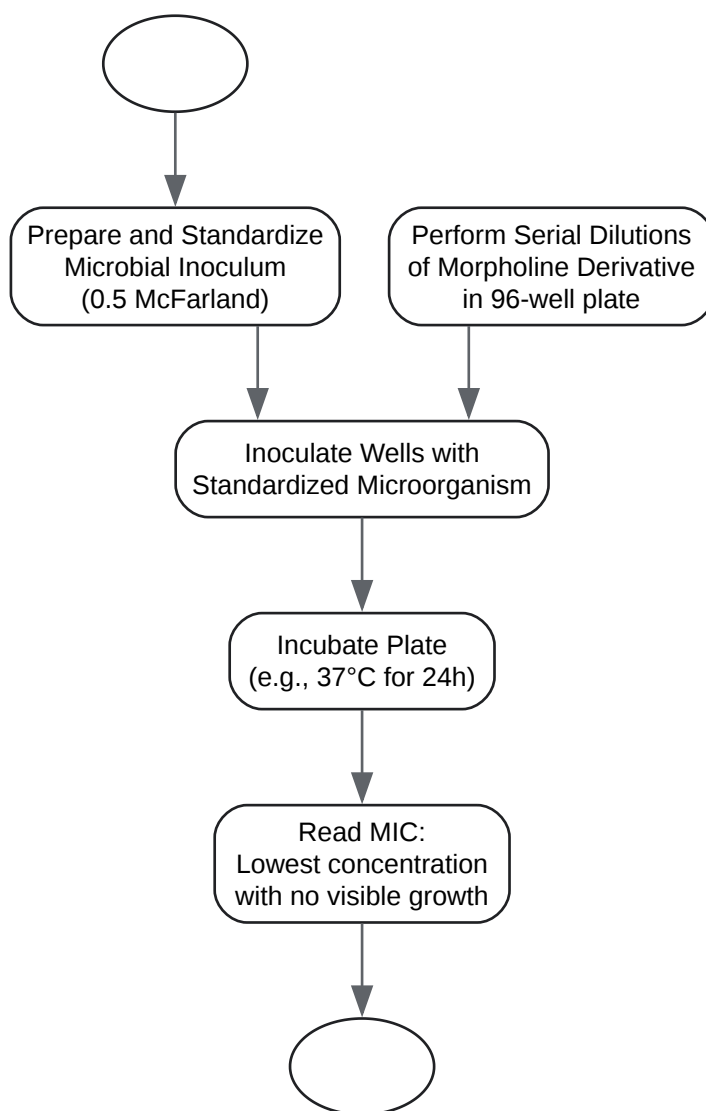 Prepare and Standardize
Microbial Inoculum
(0.5 McFarland)
Perform Serial Dilutions
of Morpholine Derivative
in 96-well plate
Inoculate Wells with
Standardized Microorganism
Incubate Plate
(e.g., 37°C for 24h)
Read MIC:
Lowest concentration
with no visible growth